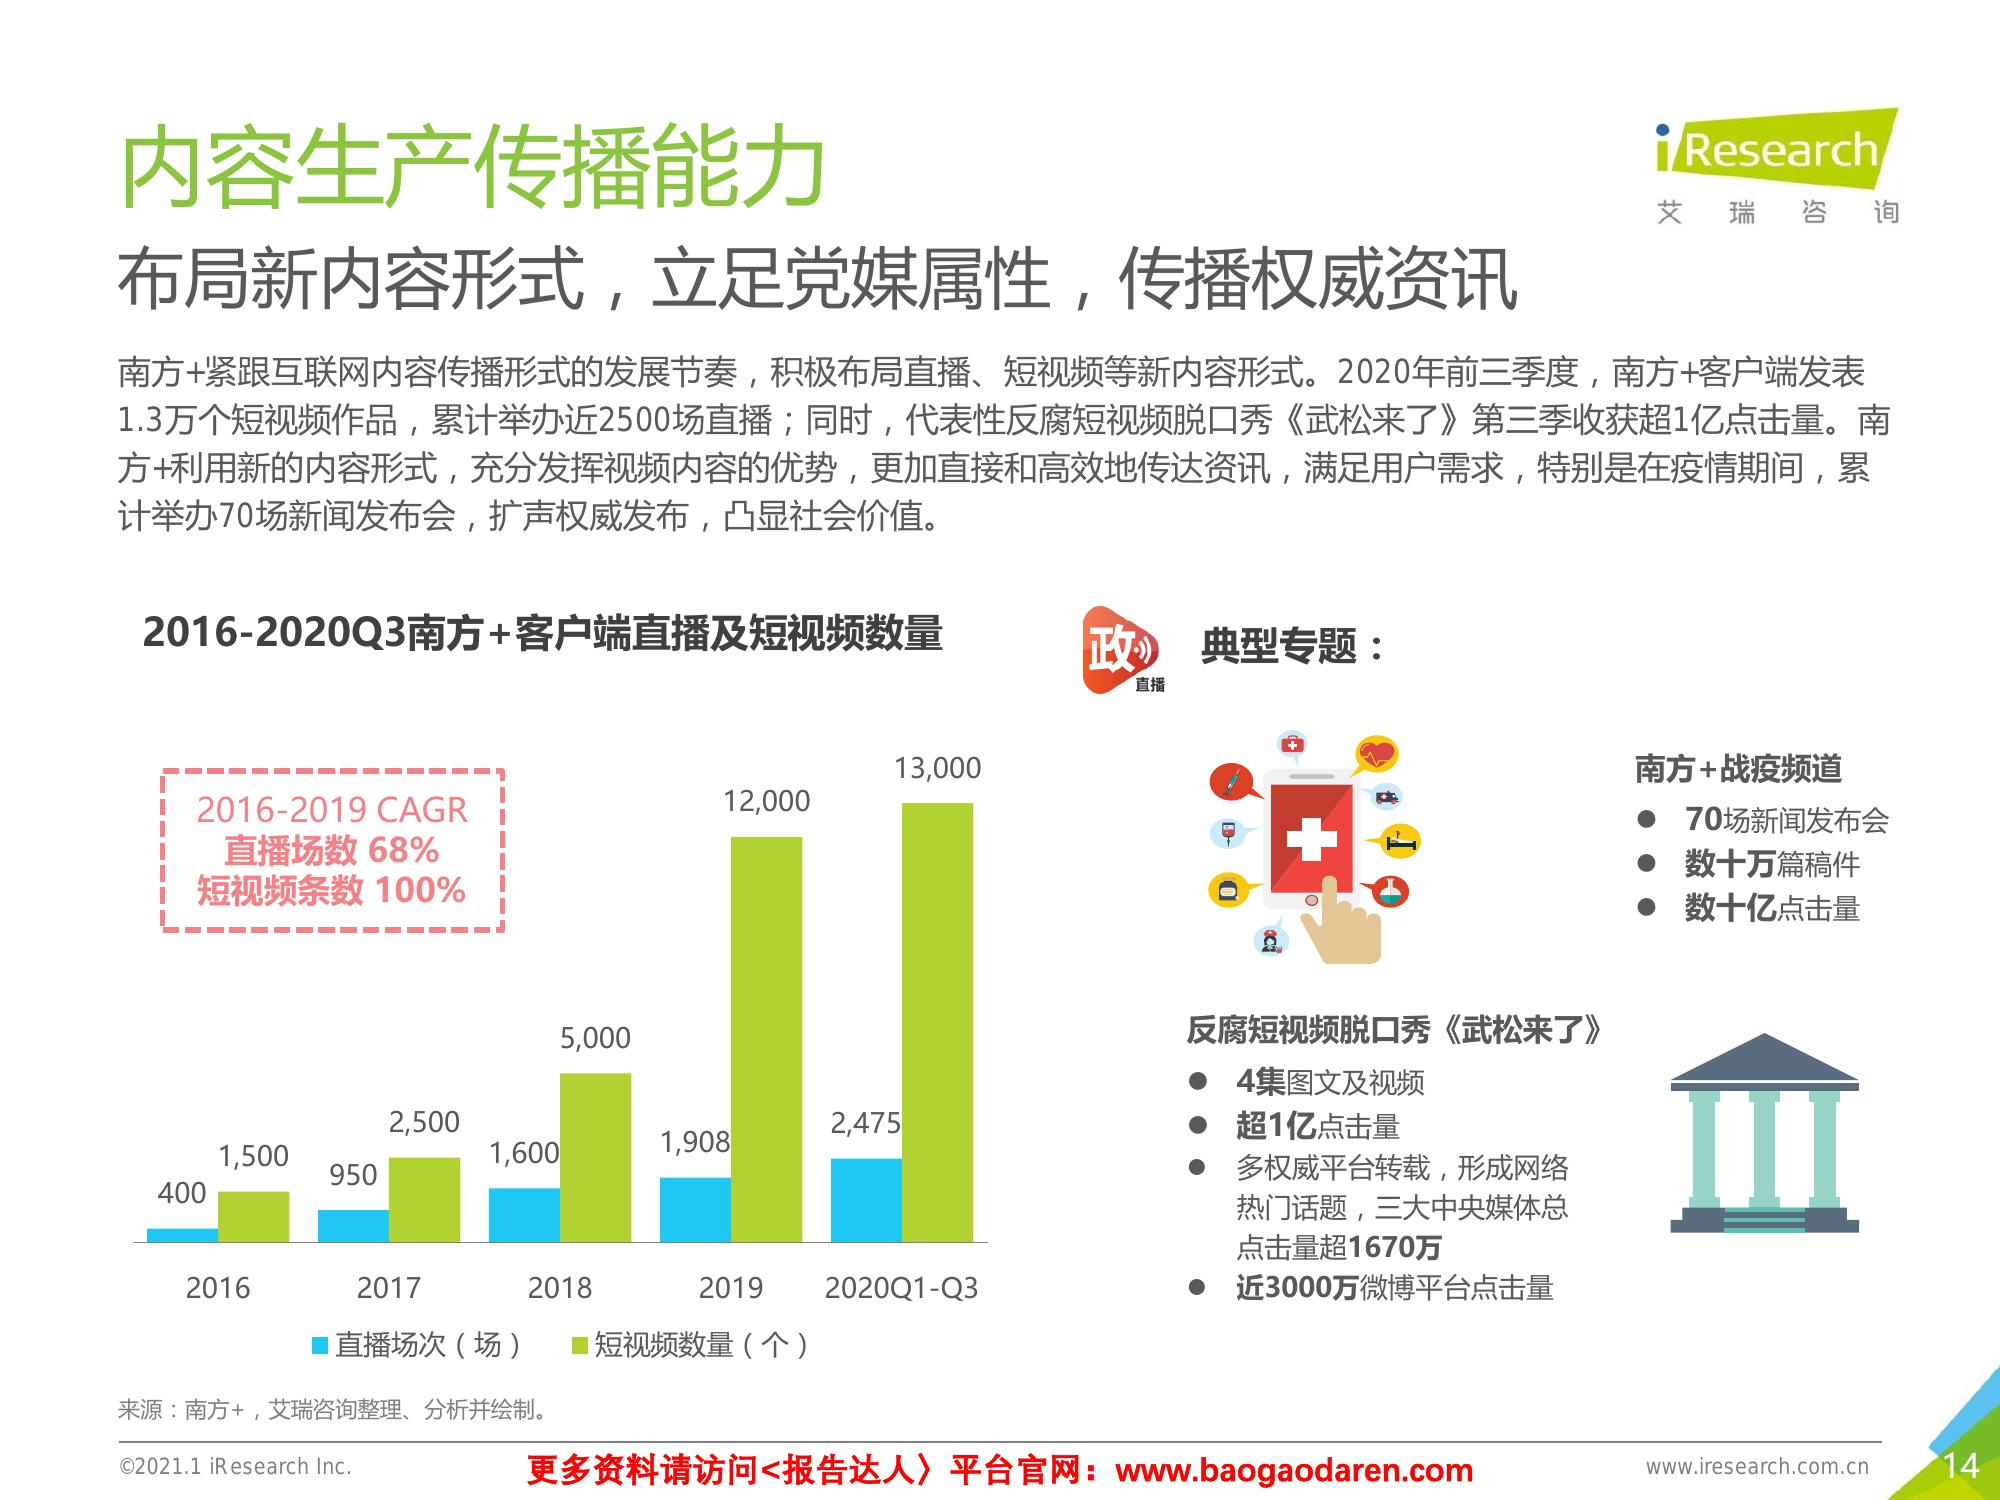 内容生产传播能力
iResearch
艾瑞咨询
布局新内容形式，立足党媒属性，传播权威资讯
南方+紧跟互联网内容传播形式的发展节奏，积极布局直播、短视频等新内容形式。2020年前三季度，南方+客户端发表
1.3万个短视频作品，累计举办近2500场直播；同时，代表性反腐短视频脱口秀《武松来了》第三季收获超1亿点击量。南
方+利用新的内容形式，充分发挥视频内容的优势，更加直接和高效地传达资讯，满足用户需求，特别是在疫情期间，累
计举办70场新闻发布会，扩声权威发布，凸显社会价值。
2016-2020Q3南方+客户端直播及短视频数量
2016-2019 CAGR
直播场数 68%
短视频条数 100%
400
1,500
950
2,500
1,600
5,000
1,908
12,000
2,475
13,000
2016
2017
2018
2019
2020Q1-Q3
直播场次（场）
短视频数量（个）
政
直播
典型专题：
南方+战疫频道
● 70场新闻发布会
● 数十万篇稿件
● 数十亿点击量
反腐短视频脱口秀《武松来了》
● 4集图文及视频
● 超1亿点击量
● 多权威平台转载，形成网络
热门话题，三大中央媒体总
点击量超1670万
● 近3000万微博平台点击量
来源：南方+，艾瑞咨询整理、分析并绘制。
©2021.1 iResearch Inc.
更多资料请访问<报告达人〉平台官网：www.baogaodaren.com
www.iresearch.com.cn
14